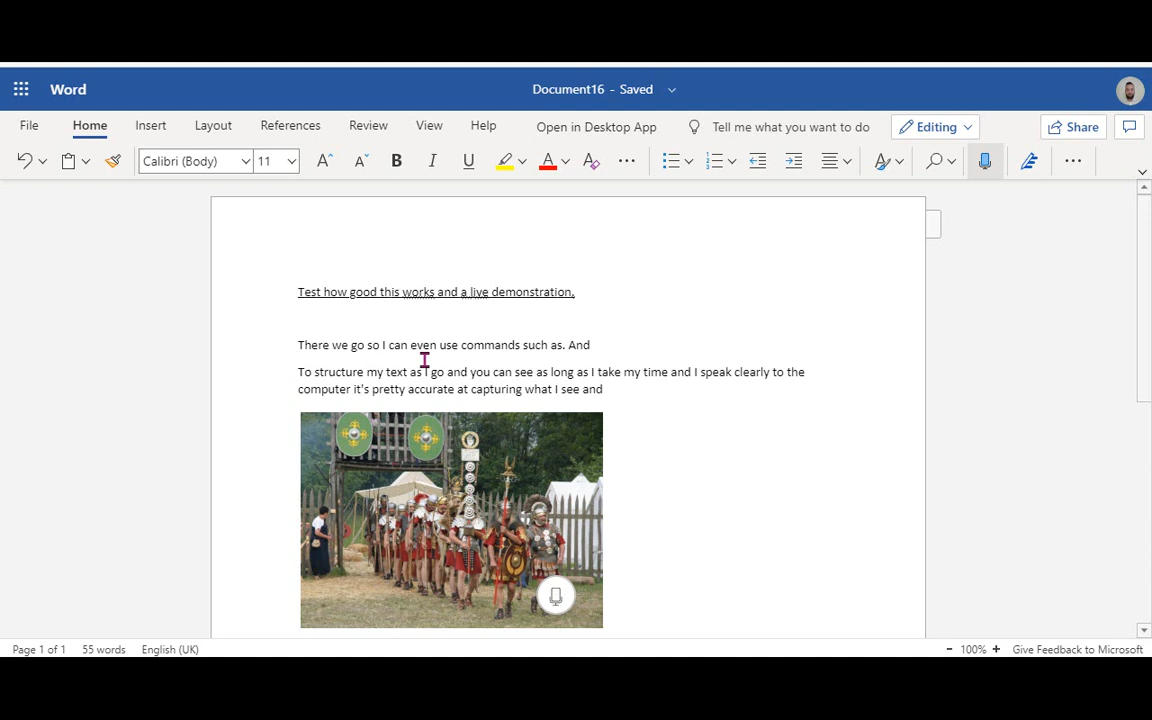 Word
Document16 - Saved
File Home Insert Layout References Review View Help Open in Desktop App Tell me what you want to do Editing Share
Calibri (Body) 11 A A B I U A A
Test how good this works and a live demonstration,
There we go so I can even use commands such as. And
To structure my text as I go and you can see as long as I take my time and I speak clearly to the
computer it's pretty accurate at capturing what I see and
Page 1 of 1 55 words English (UK) - 100% + Give Feedback to Microsoft